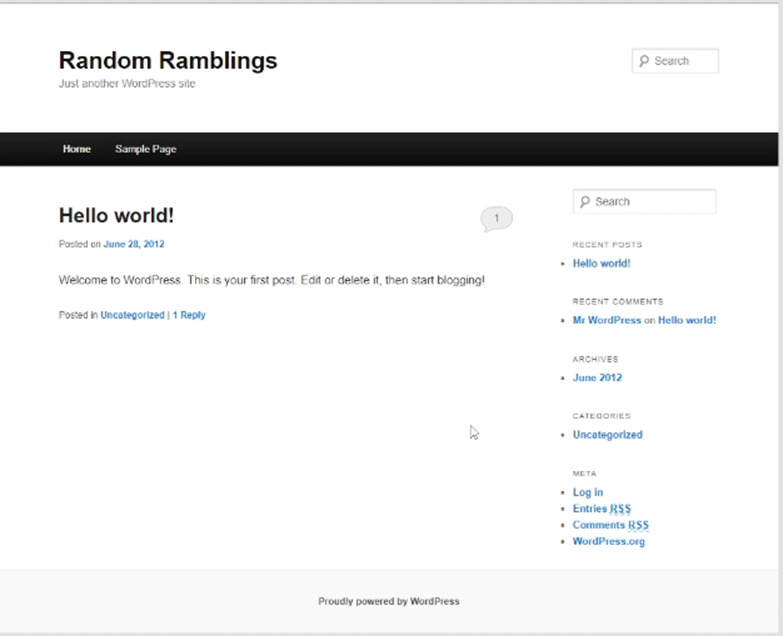 Random Ramblings
Just another WordPress site
Search
Home Sample Page
Hello world!
1
Posted on June 28, 2012
Welcome to WordPress. This is your first post. Edit or delete it, then start blogging!
Posted in Uncategorized | 1 Reply
Search
RECENT POSTS
Hello world!
RECENT COMMENTS
Mr WordPress on Hello world!
ARCHIVES
June 2012
CATEGORIES
Uncategorized
META
Log in
Entries RSS
Comments RSS
WordPress.org
Proudly powered by WordPress